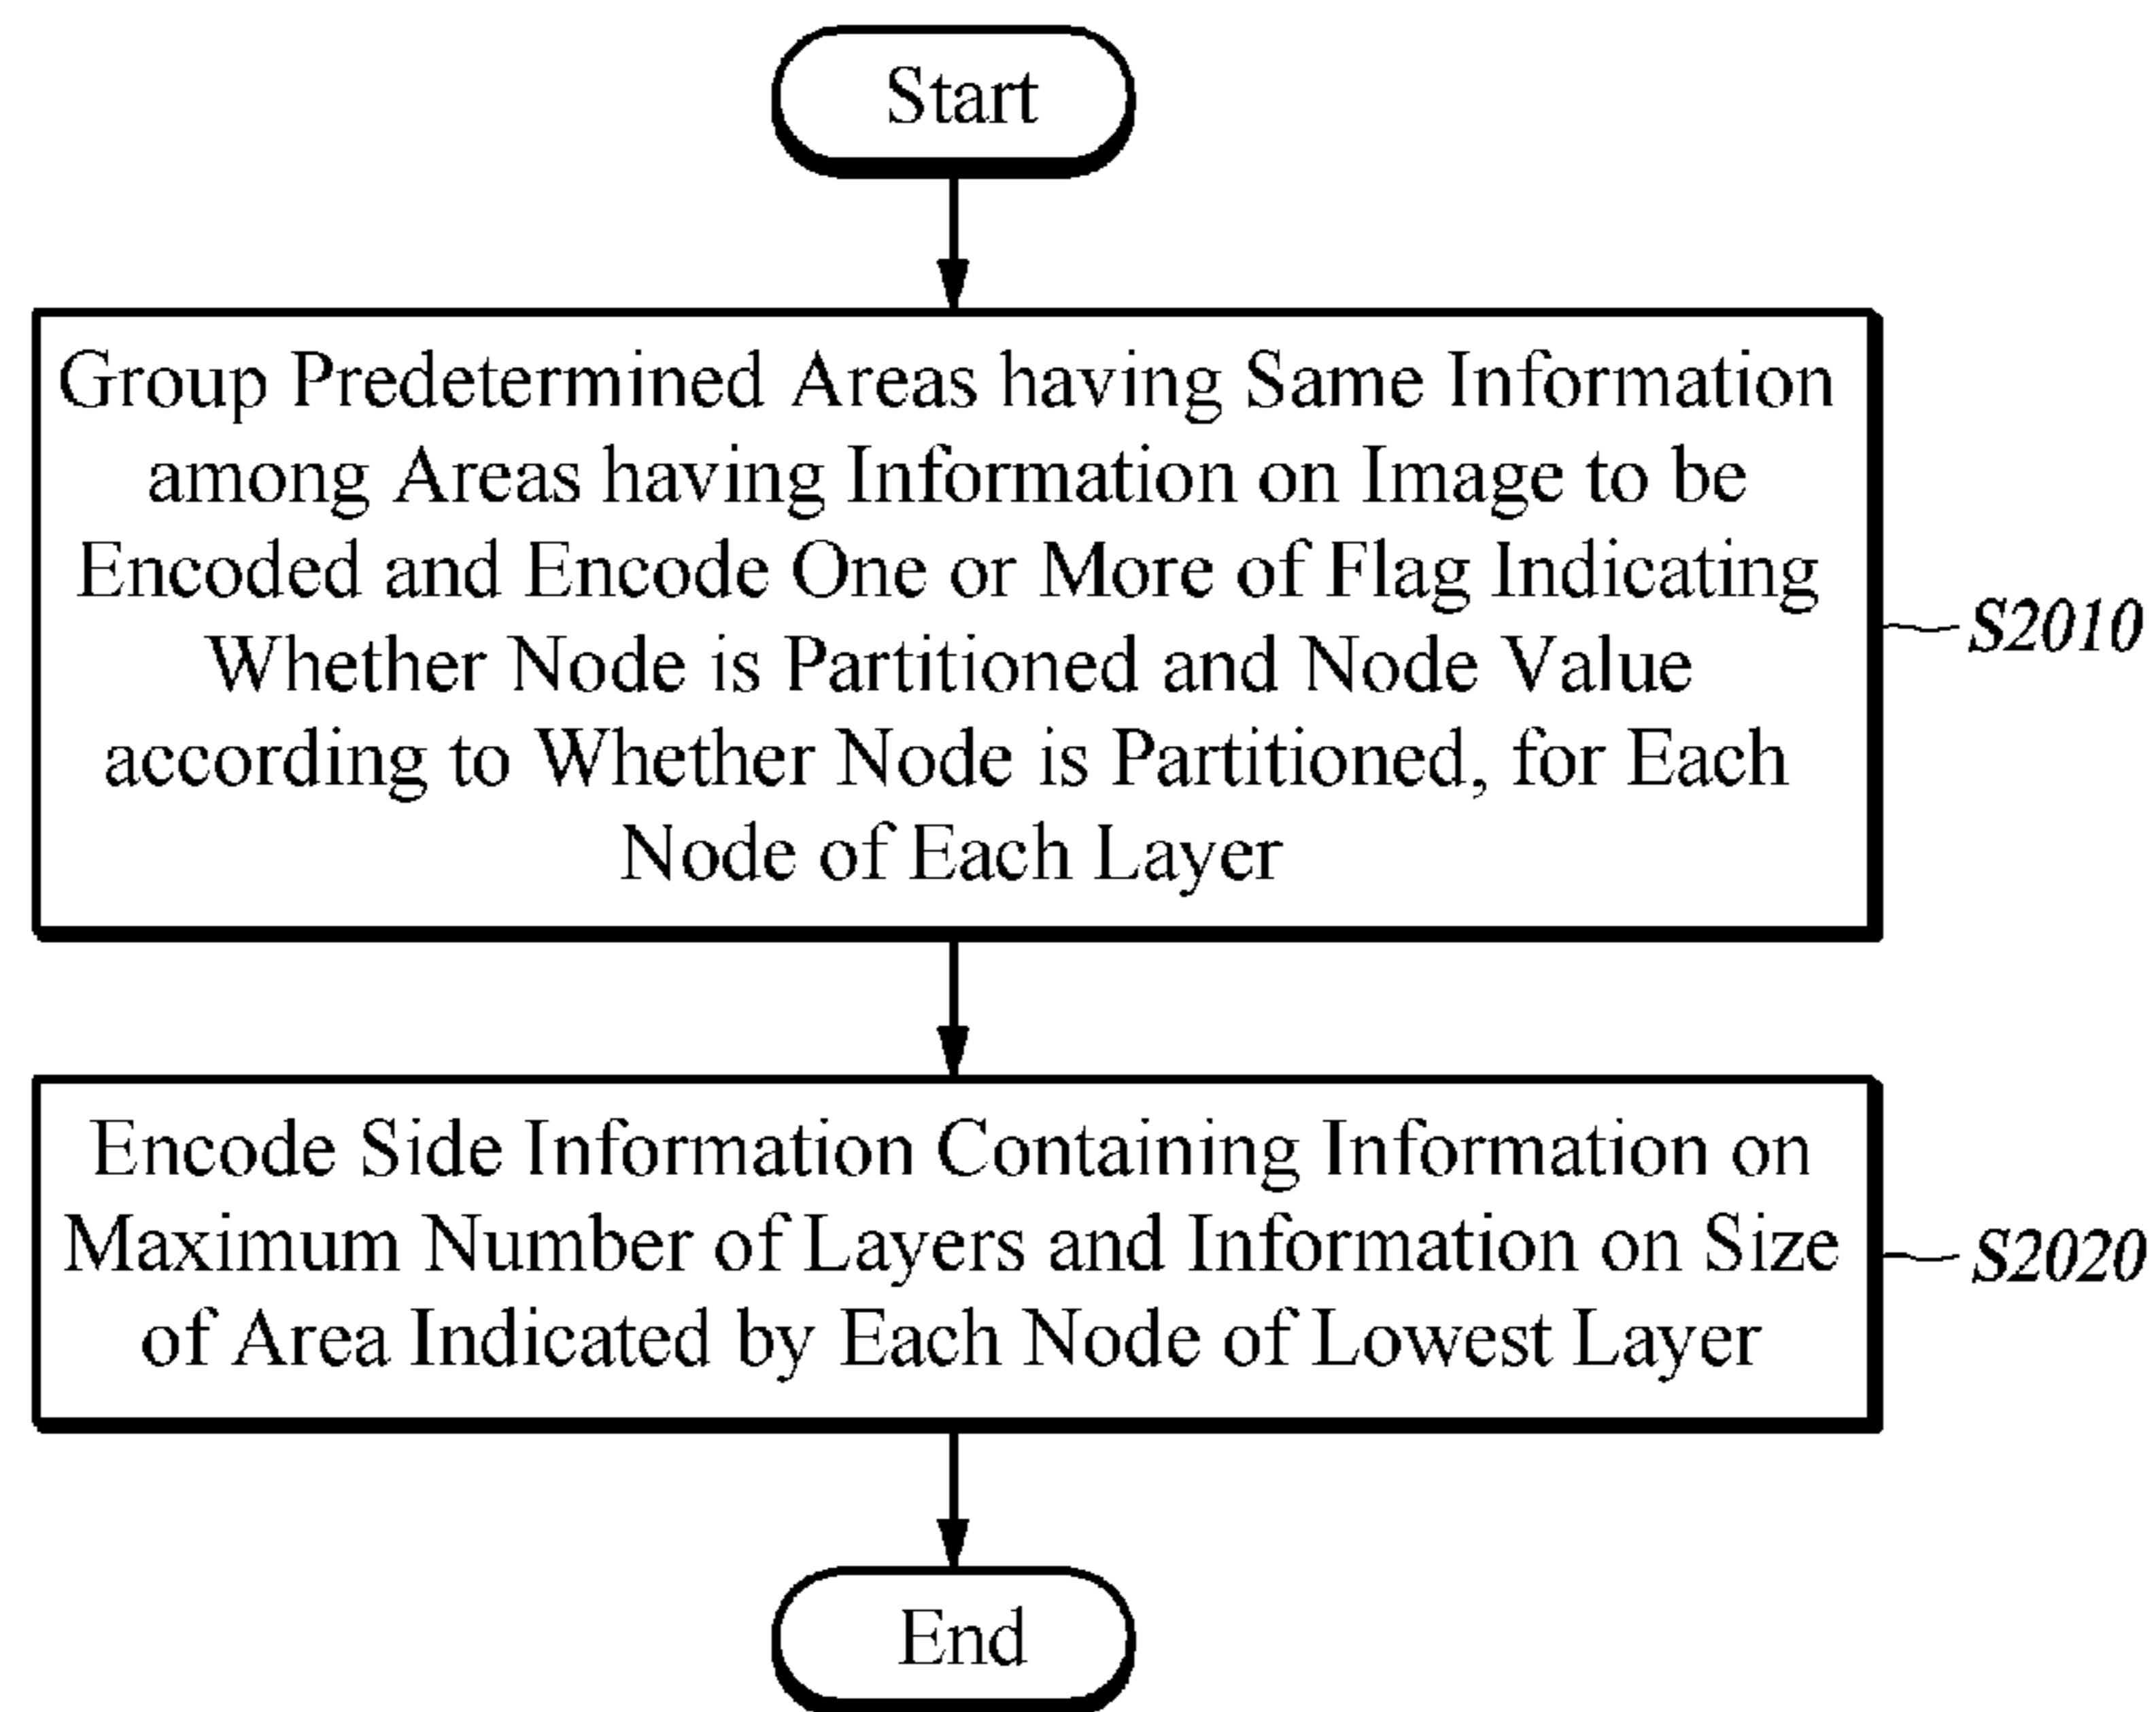 Start
Group Predetermined Areas having Same Information
among Areas having Information on Image to be
Encoded and Encode One or More of Flag Indicating
Whether Node is Partitioned and Node Value
according to Whether Node is Partitioned, for Each
Node of Each Layer
S2010
Encode Side Information Containing Information on
Maximum Number of Layers and Information on Size
of Area Indicated by Each Node of Lowest Layer
S2020
End